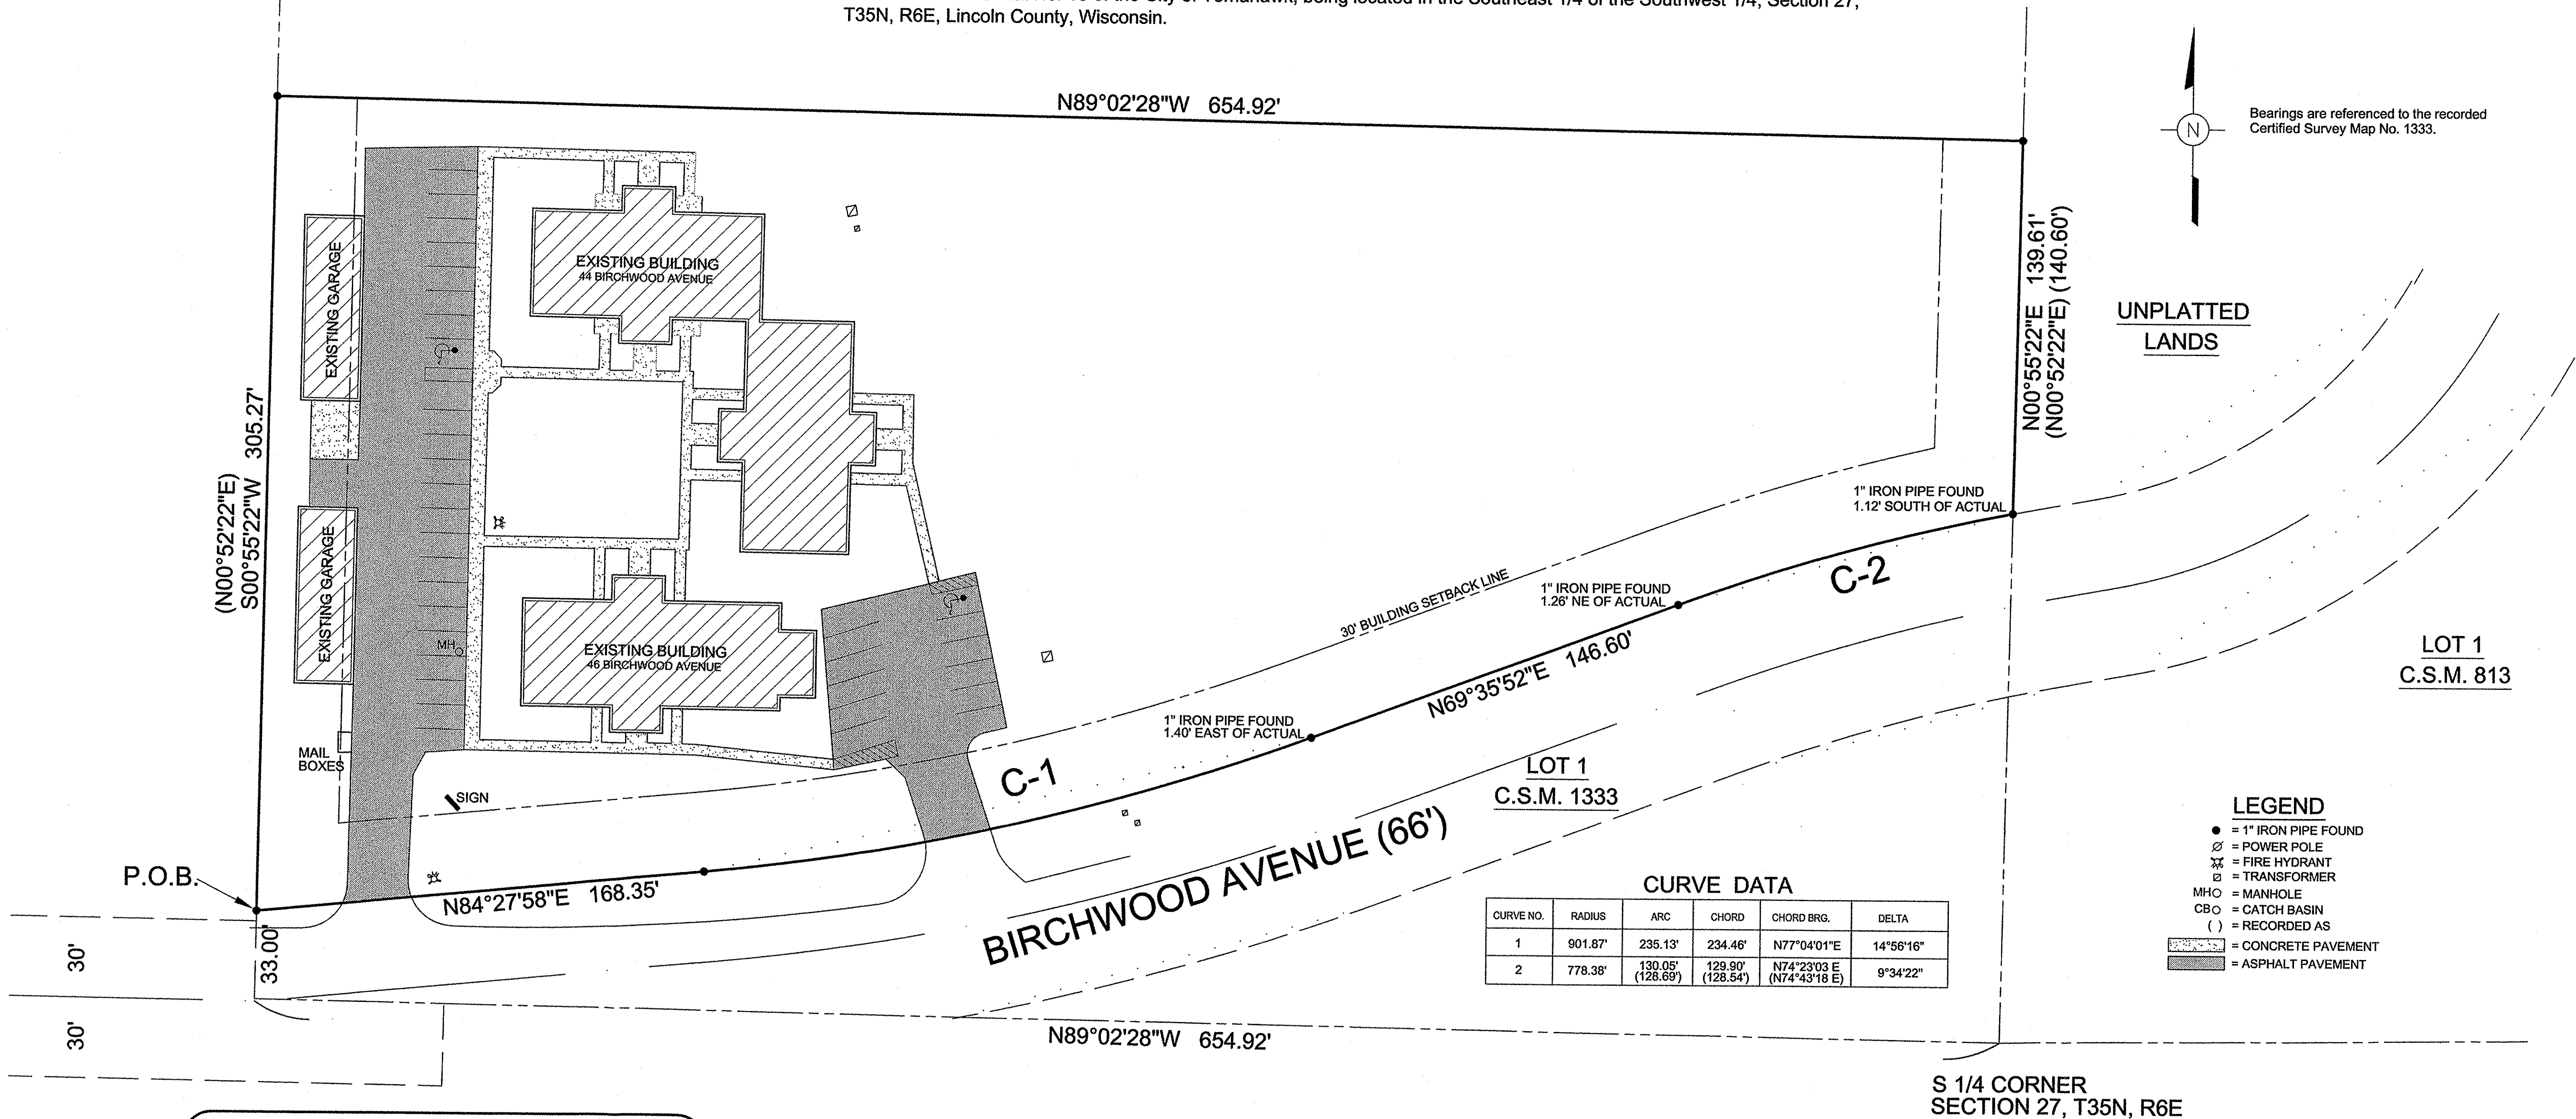 T35N, R6E, Lincoln County, Wisconsin.
N89°02'28"W 654.92'
N
Bearings are referenced to the recorded
Certified Survey Map No. 1333.
EXISTING GARAGE
EXISTING BUILDING
44 BIRCHWOOD AVENUE
N00°55'22"E 139.61'
(N00°52'22"E) (140.60')
UNPLATTED
LANDS
(N00°52'22"E)
S00°55'22"W 305.27'
1" IRON PIPE FOUND
1.12' SOUTH OF ACTUAL
EXISTING GARAGE
MH
EXISTING BUILDING
46 BIRCHWOOD AVENUE
30' BUILDING SETBACK LINE
1" IRON PIPE FOUND
1.26' NE OF ACTUAL
C-2
N69°35'52"E 146.60'
LOT 1
C.S.M. 813
1" IRON PIPE FOUND
1.40' EAST OF ACTUAL
MAIL
BOXES
SIGN
C-1
LOT 1
C.S.M. 1333
BIRCHWOOD AVENUE (66')
P.O.B.
N84°27'58"E 168.35'
33.00'
30'
30'
LEGEND
= 1" IRON PIPE FOUND
= POWER POLE
= FIRE HYDRANT
= TRANSFORMER
MH = MANHOLE
CB = CATCH BASIN
( ) = RECORDED AS
= CONCRETE PAVEMENT
= ASPHALT PAVEMENT
CURVE DATA
CURVE NO. RADIUS ARC CHORD CHORD BRG. DELTA
1 901.87' 235.13' 234.46' N77°04'01"E 14°56'16"
2 778.38' 130.05' 129.90' N74°23'03 E 9°34'22"
(128.69') (128.54') (N74°43'18 E)
N89°02'28"W 654.92'
S 1/4 CORNER
SECTION 27, T35N, R6E